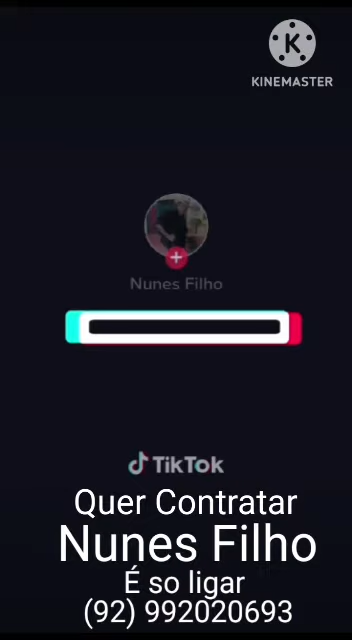 K
KINEMASTER
Nunes Filho
TikTok
Quer Contratar
Nunes Filho
É so ligar
(92) 992020693